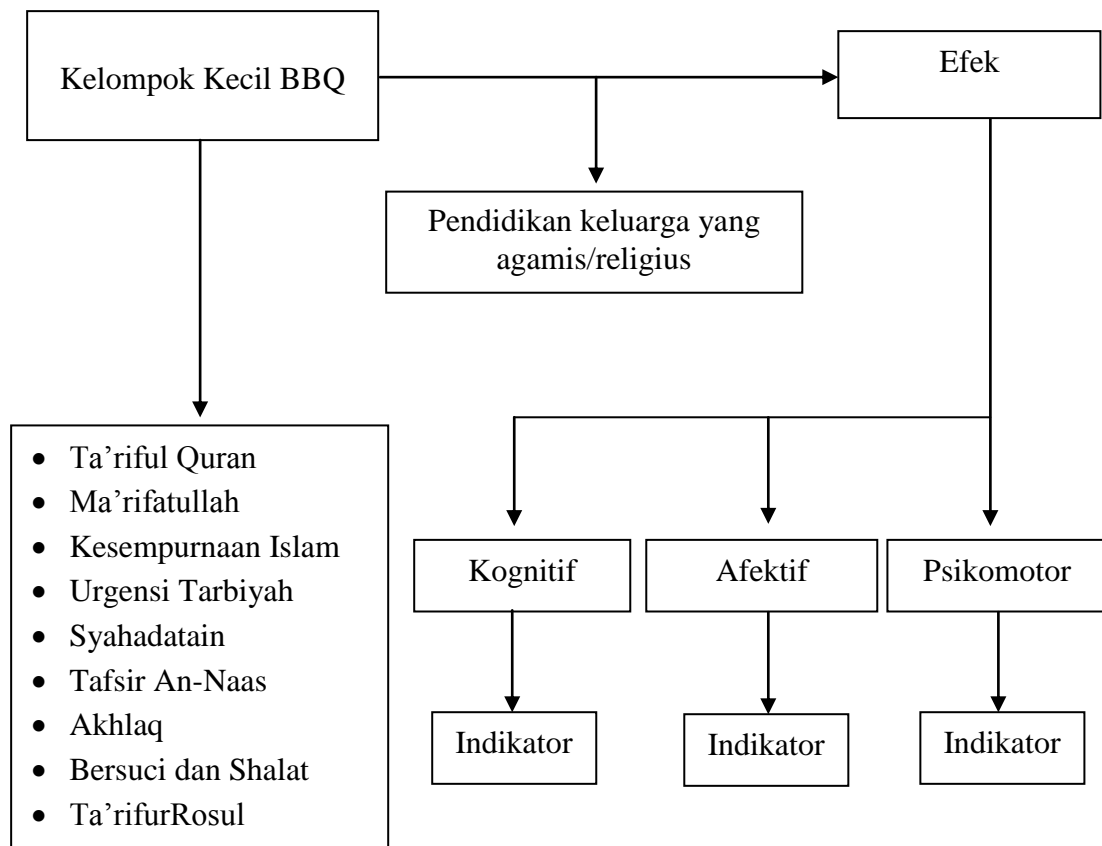 Kelompok Kecil BBQ
Efek
Pendidikan keluarga yang
agamis/religius
• Ta’riful Quran
• Ma’rifatullah
• Kesempurnaan Islam
• Urgensi Tarbiyah
• Syahadatain
• Tafsir An-Naas
• Akhlaq
• Bersuci dan Shalat
• Ta’rifurRosul
Kognitif
Afektif
Psikomotor
Indikator
Indikator
Indikator